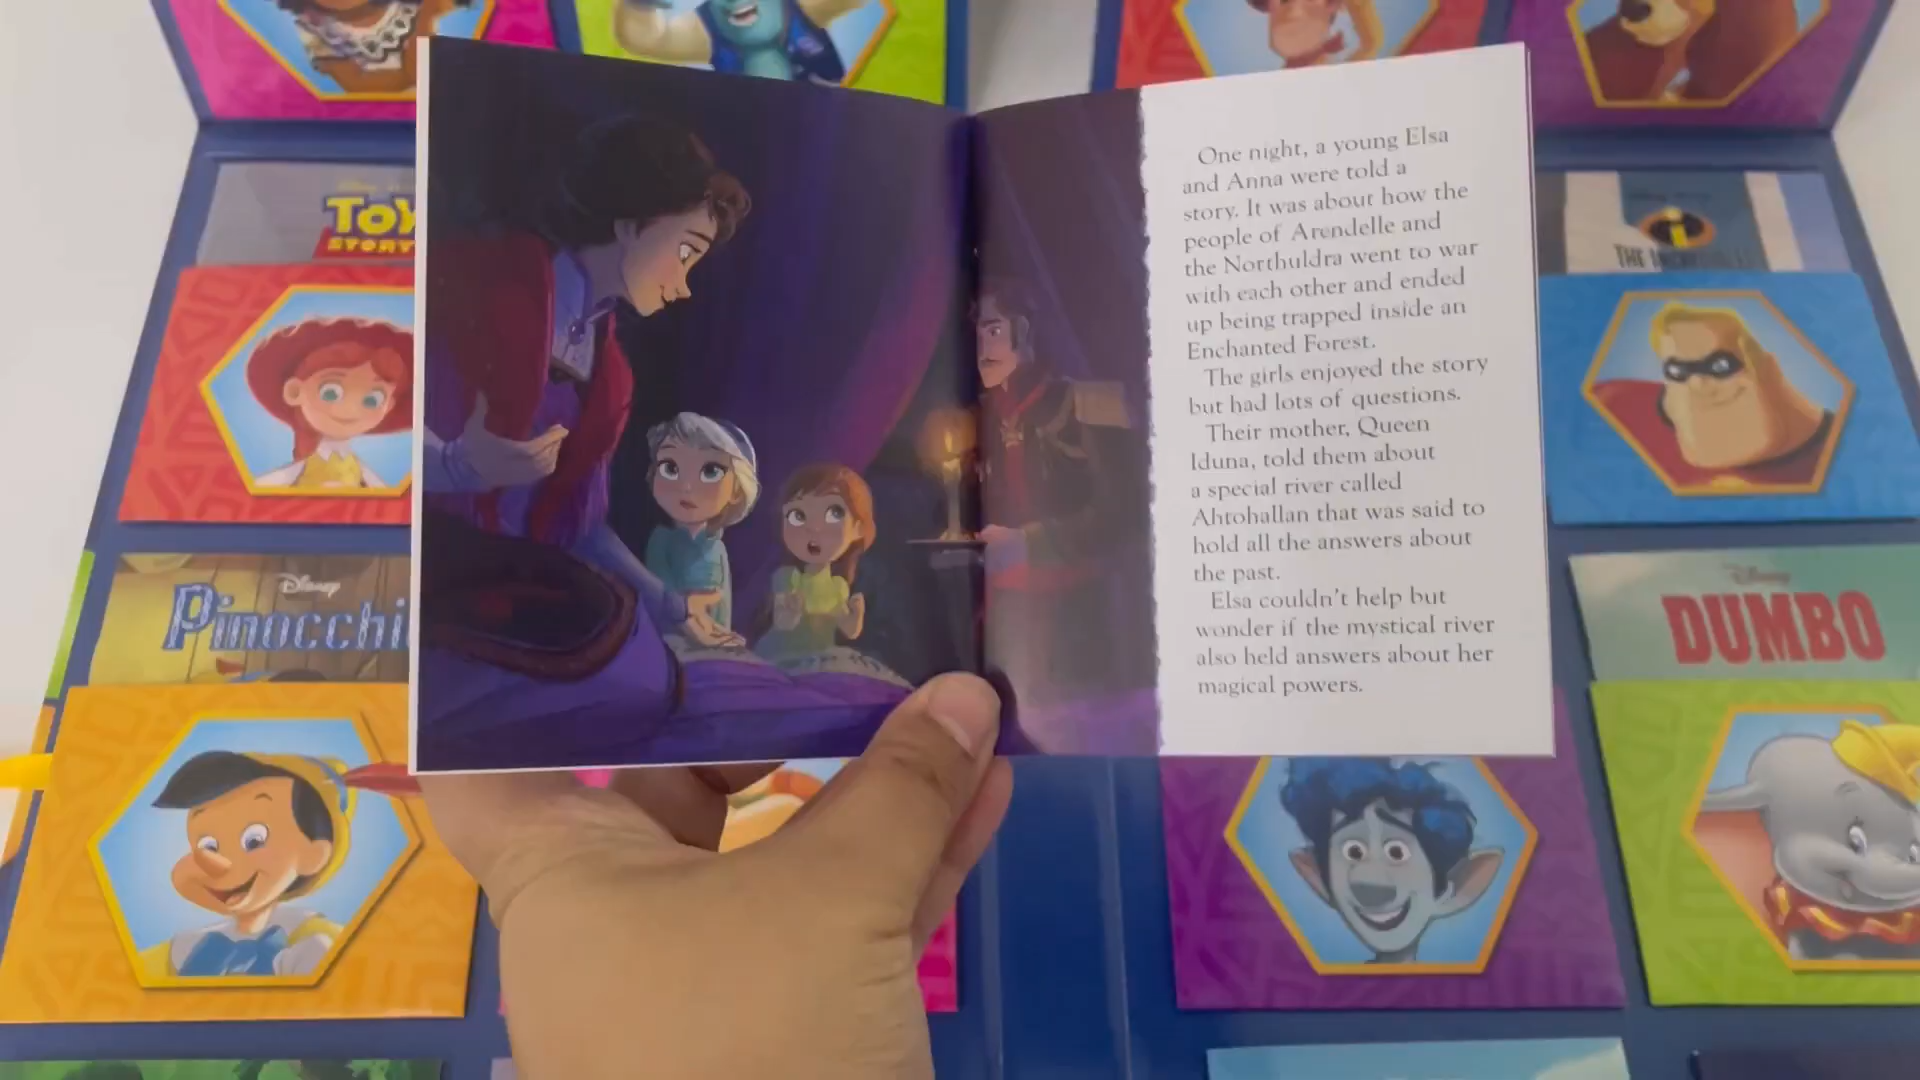 One night, a young Elsa
and Anna were told a
story. It was about how the
people of Arendelle and
the Northuldra went to war
with each other and ended
up being trapped inside an
Enchanted Forest.
The girls enjoyed the story
but had lots of questions.
Their mother, Queen
Iduna, told them about
a special river called
Ahtohallan that was said to
hold all the answers about
the past.
Elsa couldn't help but
wonder if the mystical river
also held answers about her
magical powers.
TOY
STORY
Disney
Pinocchi
THE
Disney
DUMBO